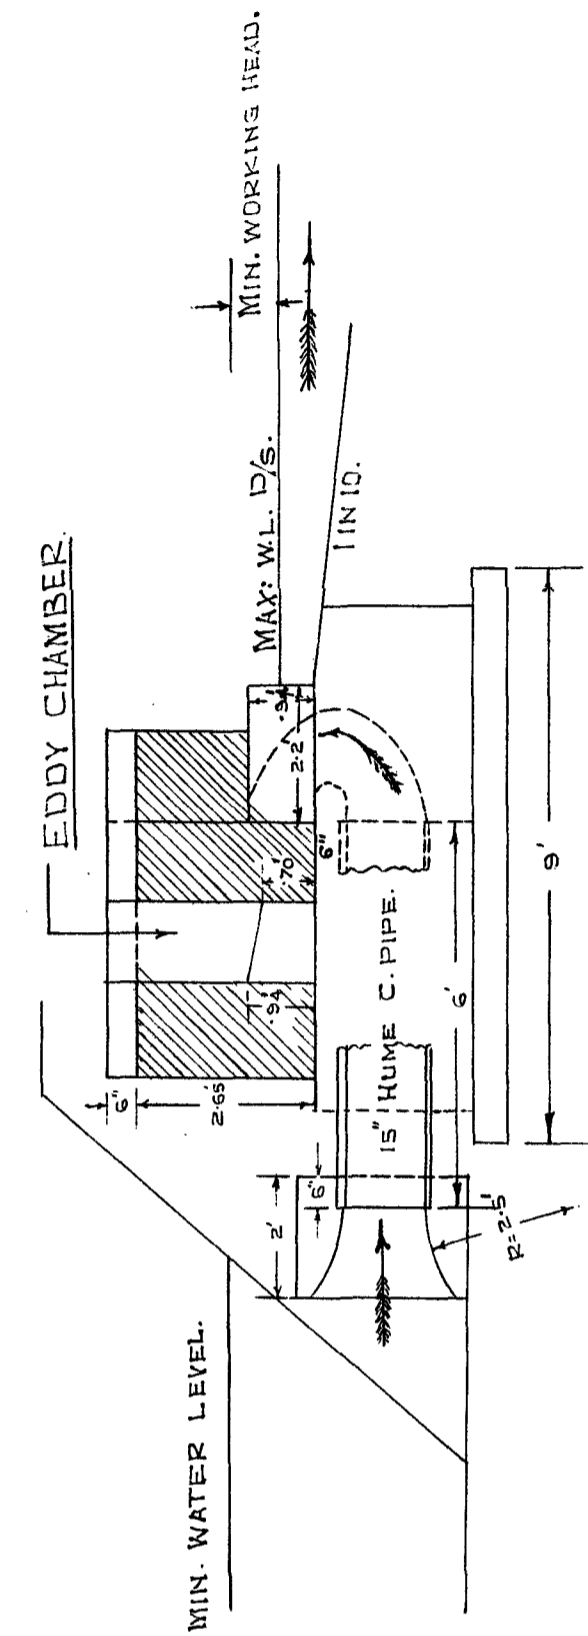 EDDY CHAMBER.
MIN. WORKING HEAD.
MIN. WATER LEVEL.
MAX: W.L. D/S.
1 IN 10.
6"
2.65'
.94'
.70'
2.2'
.94'
2'
6"
6"
15" HUME C. PIPE.
6'
R=2.5'
9'